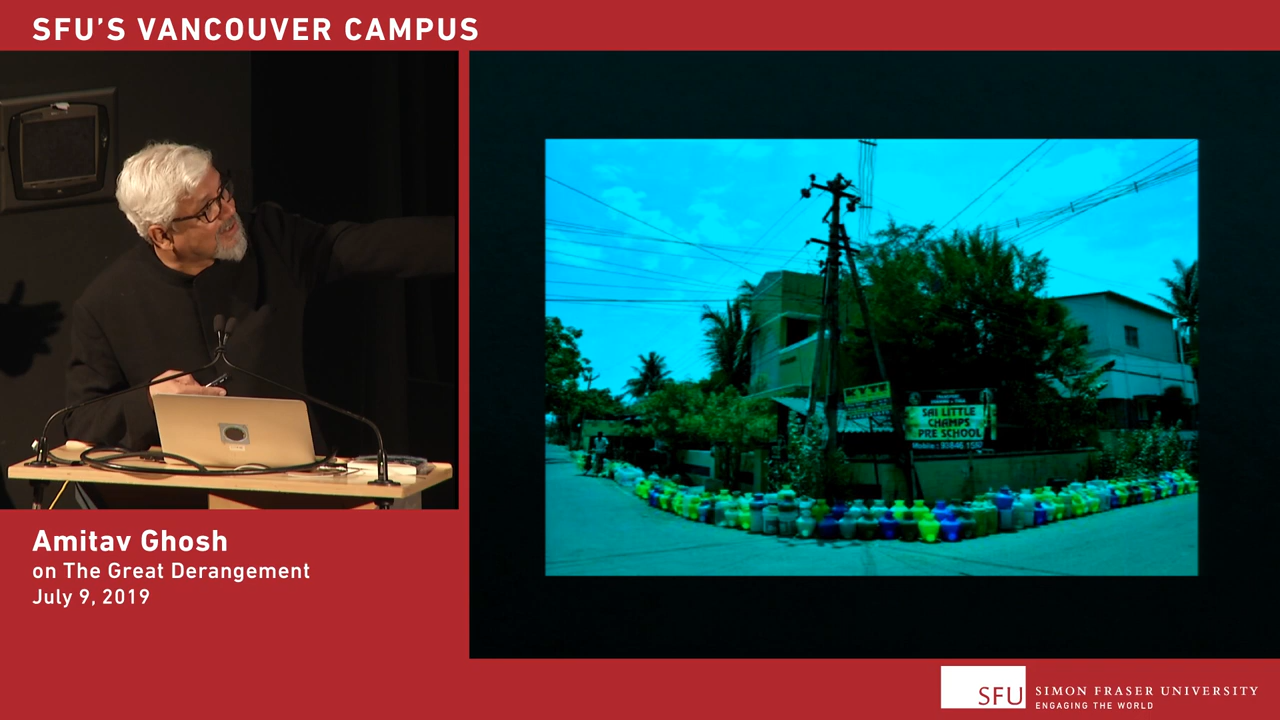 SFU'S VANCOUVER CAMPUS
SAI LITTLE
CHAMPS
PRE SCHOOL
Amitav Ghosh
on The Great Derangement
July 9, 2019
SFU
SIMON FRASER UNIVERSITY
ENGAGING THE WORLD